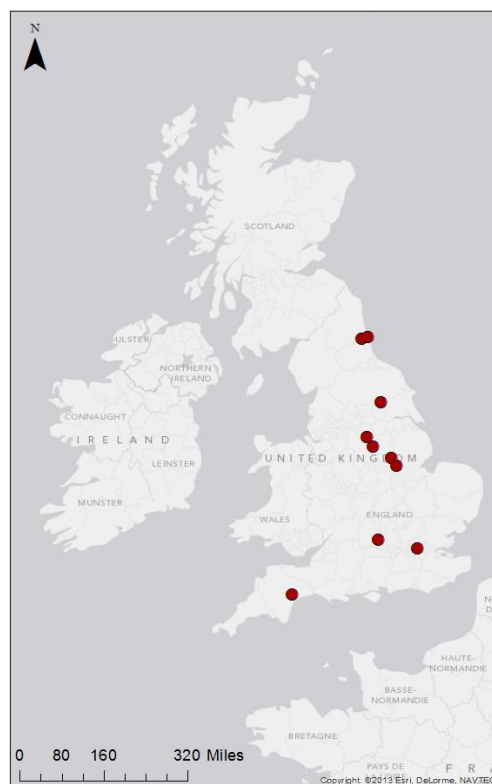 N
SCOTLAND
ULSTER
NORTHERN
IRELAND
CONNAUGHT
IRELAND
LEINSTER
UNITED KINGDOM
MUNSTER
WALES
ENGLAND
HAUTE-
NORMANDIE
BASSE-
NORMANDIE
BRETAGNE
PAYS DE
F R
0 80 160 320 Miles
Copyright: ©2013 Esri, DeLorme, NAVTEQ